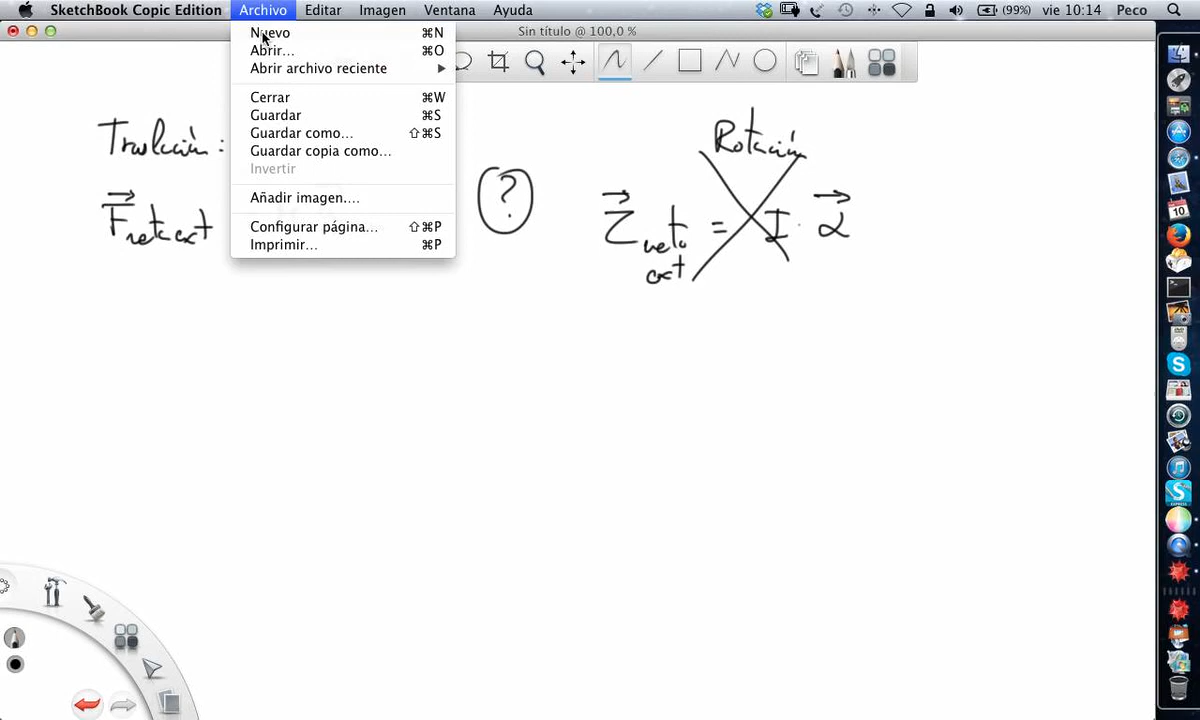 SketchBook Copic Edition Archivo Editar Imagen Ventana Ayuda (99%) vie 10:14 Peco
Sin título @ 100,0 %
Nuevo ⌘N
Abrir... ⌘O
Abrir archivo reciente ▶
Cerrar ⌘W
Guardar ⌘S
Guardar como... ⇧⌘S
Guardar copia como...
Invertir
Añadir imagen....
Configurar página... ⇧⌘P
Imprimir... ⌘P
Traslación:
Rotación
F neta ext
?
τ neto ext = I · α